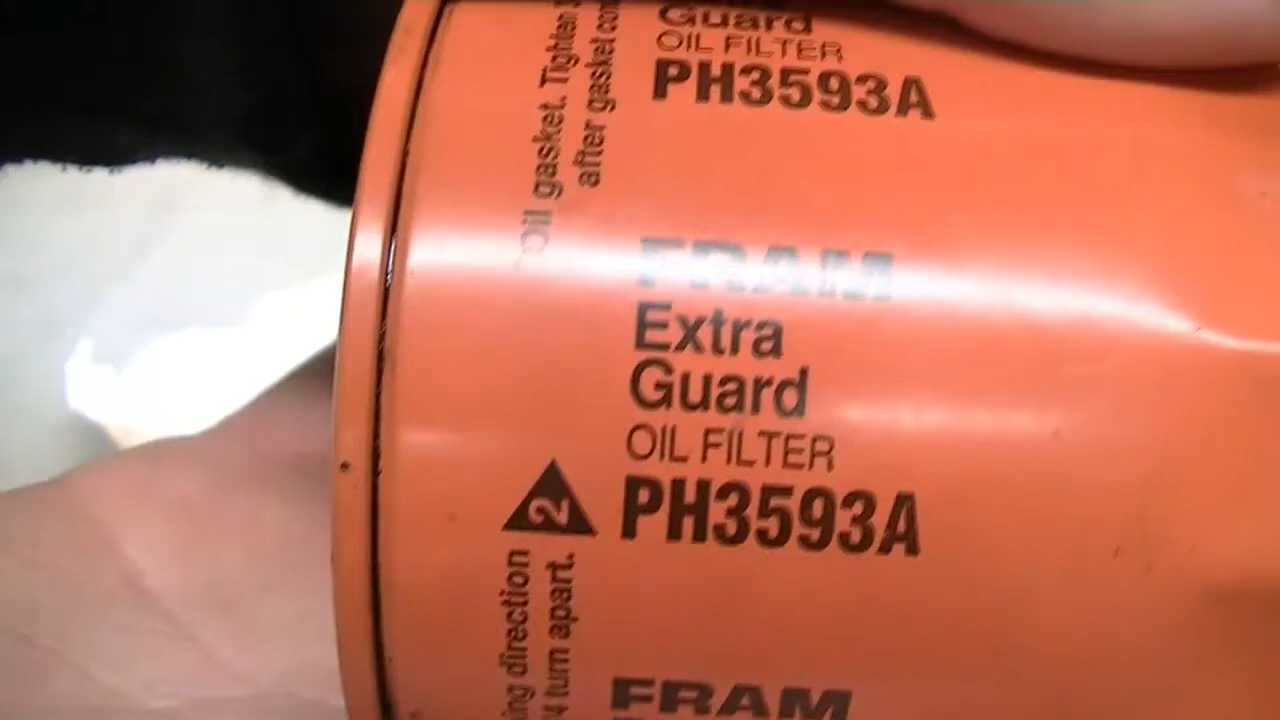 Guard
OIL FILTER
PH3593A
Oil gasket. Tighten
after gasket
FRAM
Extra
Guard
OIL FILTER
PH3593A
2
direction
turn apart.
FRAM